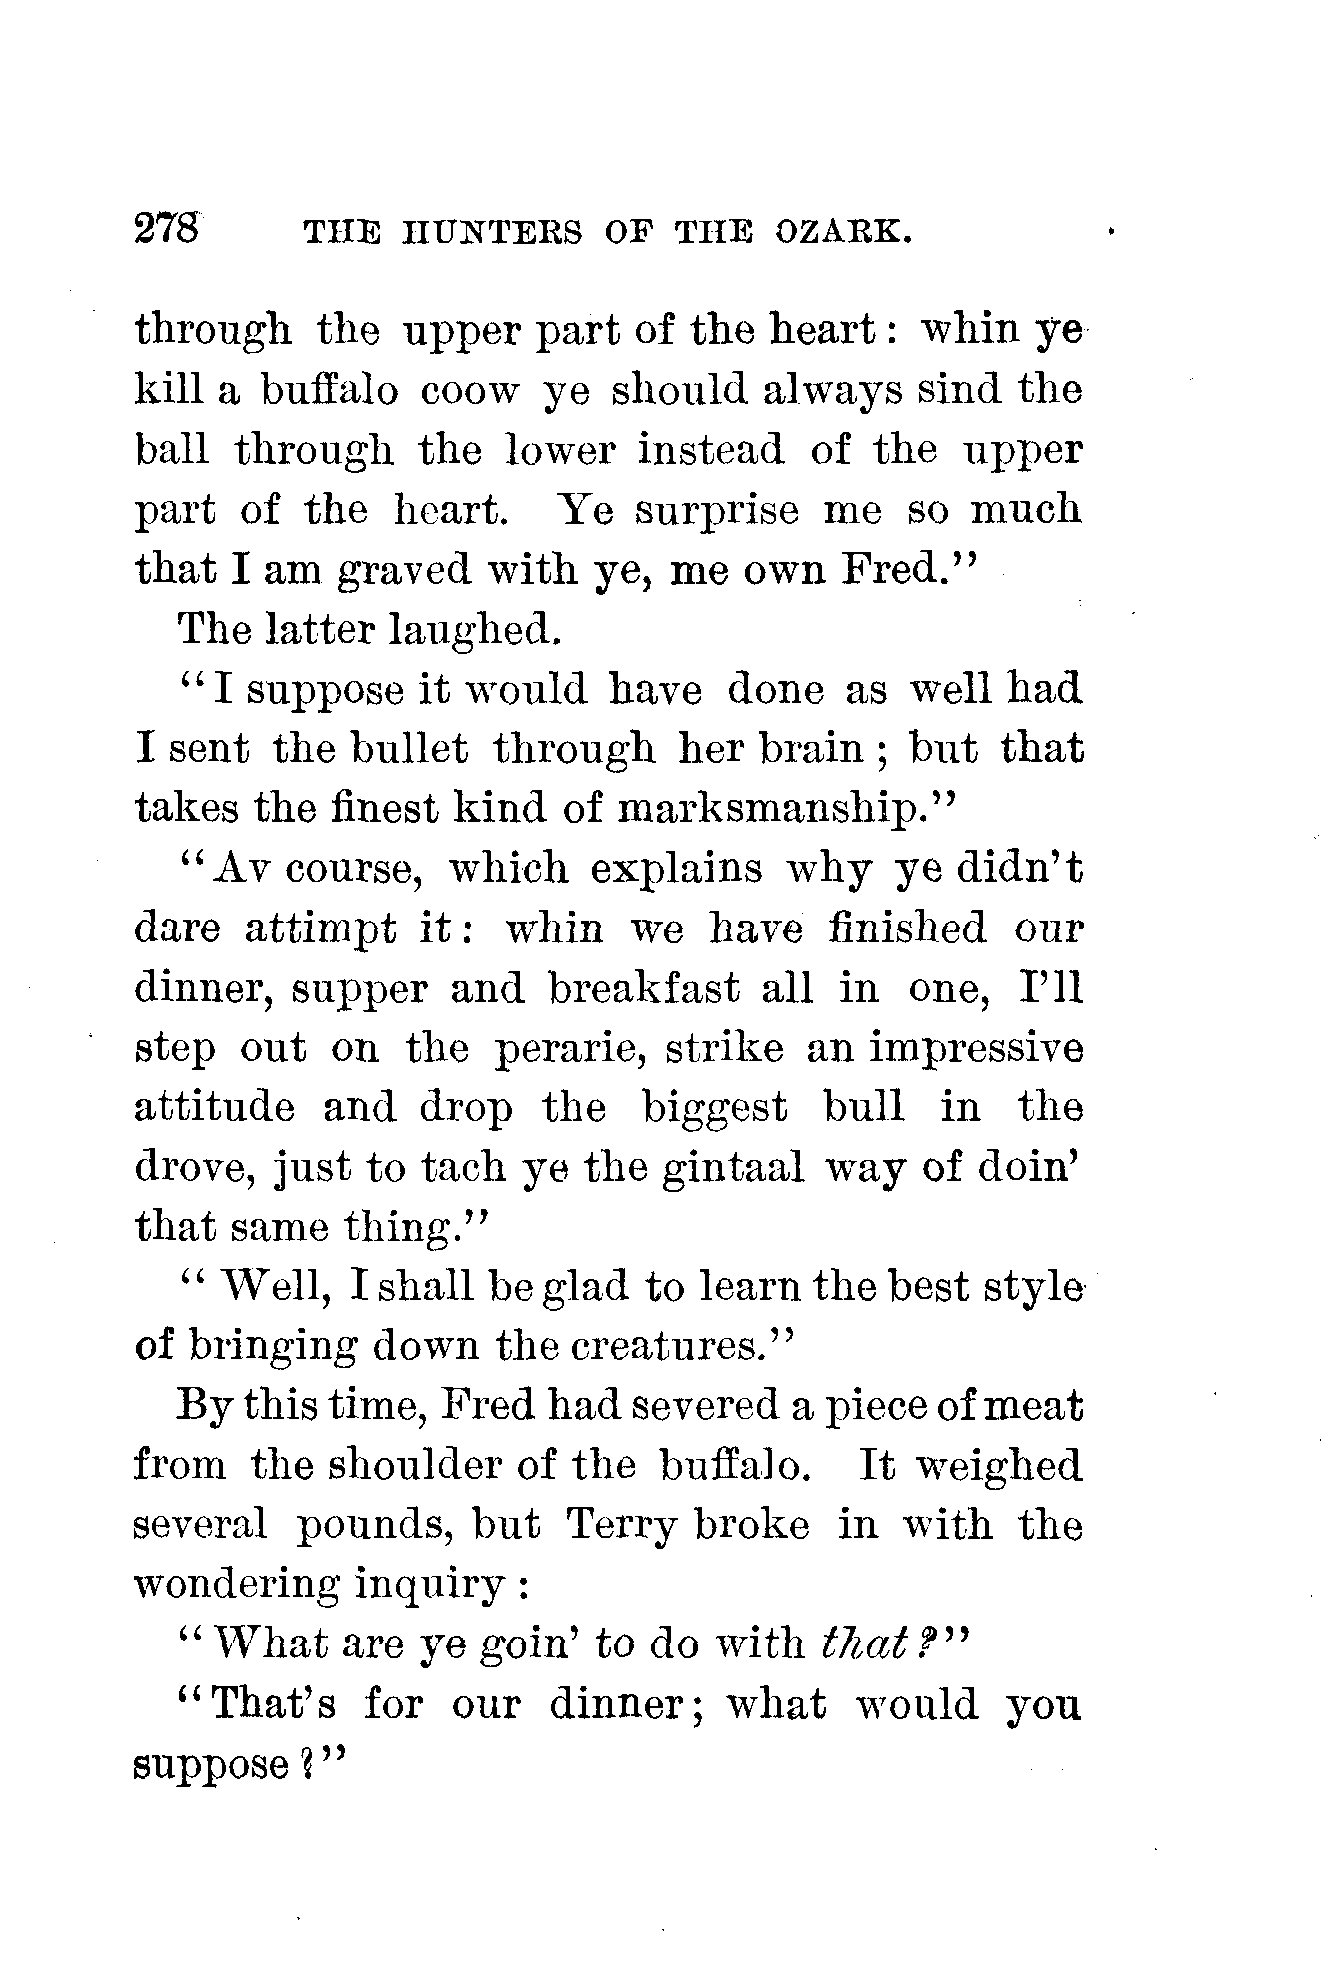 278 THE HUNTERS OF THE OZARK.
through the upper part of the heart : whin ye
kill a buffalo coow ye should always sind the
ball through the lower instead of the upper
part of the heart. Ye surprise me so much
that I am graved with ye, me own Fred."
The latter laughed.
"I suppose it would have done as well had
I sent the bullet through her brain ; but that
takes the finest kind of marksmanship."
"Av course, which explains why ye didn't
dare attimpt it : whin we have finished our
dinner, supper and breakfast all in one, I'll
step out on the perarie, strike an impressive
attitude and drop the biggest bull in the
drove, just to tach ye the gintaal way of doin'
that same thing."
"Well, I shall be glad to learn the best style
of bringing down the creatures."
By this time, Fred had severed a piece of meat
from the shoulder of the buffalo. It weighed
several pounds, but Terry broke in with the
wondering inquiry :
"What are ye goin' to do with that?"
"That's for our dinner; what would you
suppose?"